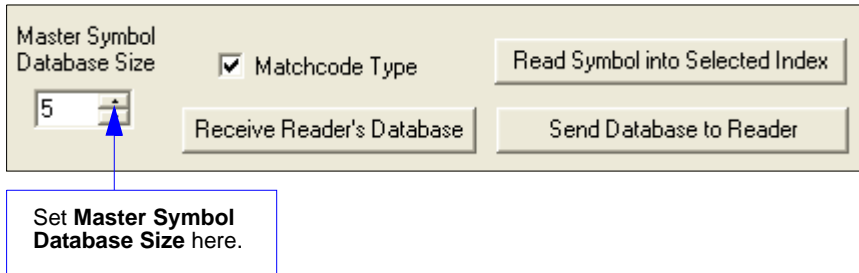 Master Symbol
Database Size
5
Matchcode Type
Read Symbol into Selected Index
Receive Reader's Database
Send Database to Reader
Set Master Symbol
Database Size here.